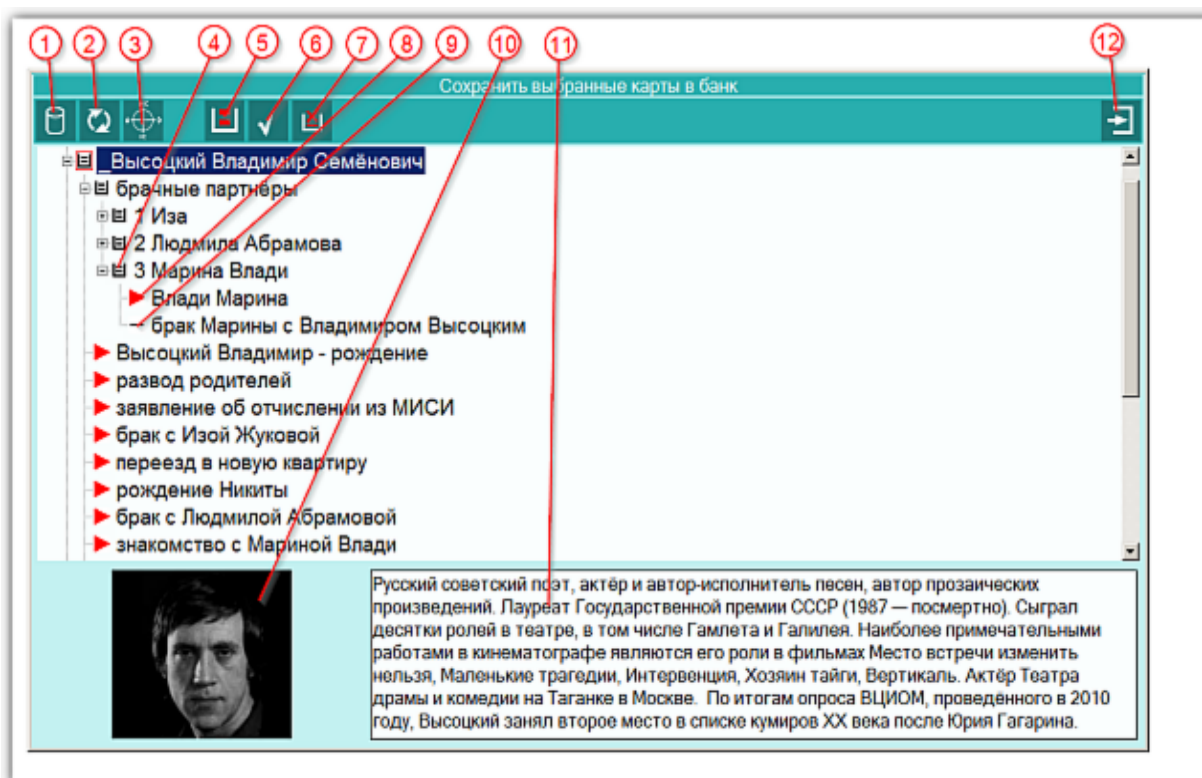 1 2 3 4 5 6 7 8 9 10 11 12
Сохранить выбранные карты в банк
_Высоцкий Владимир Семёнович
брачные партнёры
1 Иза
2 Людмила Абрамова
3 Марина Влади
Влади Марина
брак Марины с Владимиром Высоцким
Высоцкий Владимир - рождение
развод родителей
заявление об отчислении из МИСИ
брак с Изой Жуковой
переезд в новую квартиру
рождение Никиты
брак с Людмилой Абрамовой
знакомство с Мариной Влади
Русский советский поэт, актёр и автор-исполнитель песен, автор прозаических
произведений. Лауреат Государственной премии СССР (1987 — посмертно). Сыграл
десятки ролей в театре, в том числе Гамлета и Галилея. Наиболее примечательными
работами в кинематографе являются его роли в фильмах Место встречи изменить
нельзя, Маленькие трагедии, Интервенция, Хозяин тайги, Вертикаль. Актёр Театра
драмы и комедии на Таганке в Москве. По итогам опроса ВЦИОМ, проведённого в 2010
году, Высоцкий занял второе место в списке кумиров XX века после Юрия Гагарина.